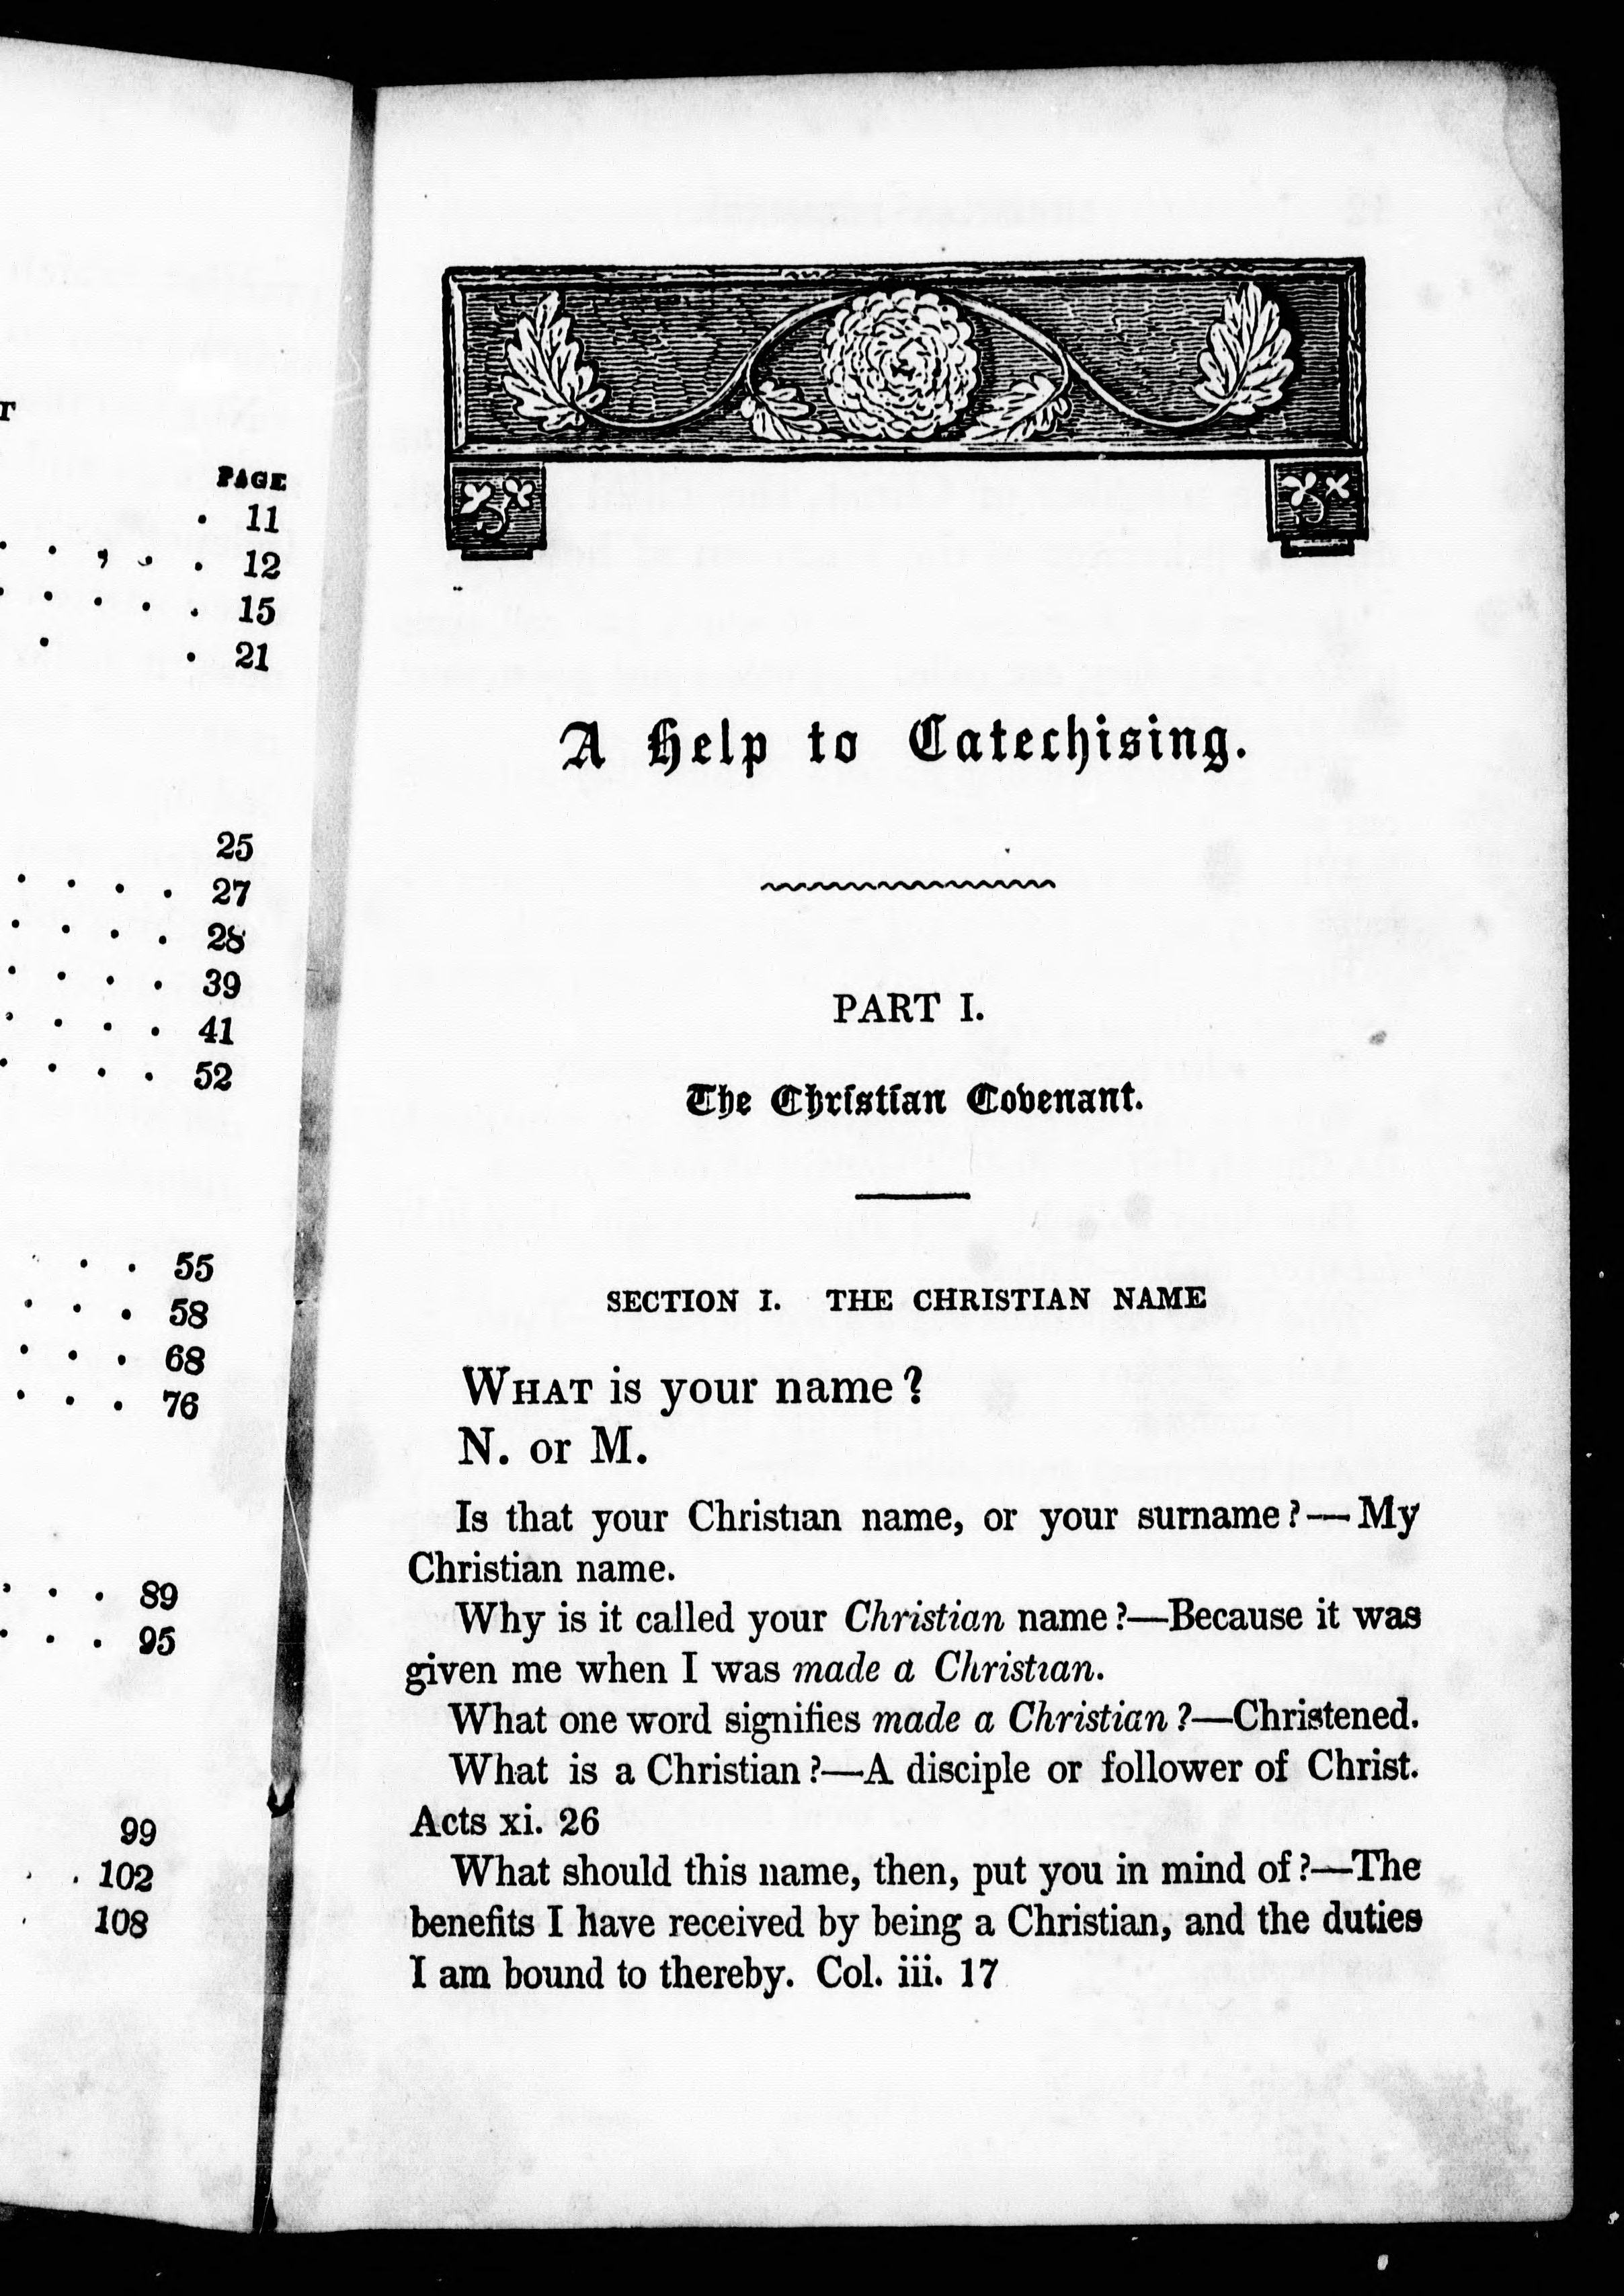 T
PAGE
11
12
15
21
25
27
28
39
41
52
55
58
68
76
89
95
99
102
108
A Help to Catechising.
PART I.
The Christian Covenant.
SECTION I. THE CHRISTIAN NAME
WHAT is your name?
N. or M.
Is that your Christian name, or your surname?—My
Christian name.
Why is it called your Christian name?—Because it was
given me when I was made a Christian.
What one word signifies made a Christian?—Christened.
What is a Christian?—A disciple or follower of Christ.
Acts xi. 26
What should this name, then, put you in mind of?—The
benefits I have received by being a Christian, and the duties
I am bound to thereby. Col. iii. 17